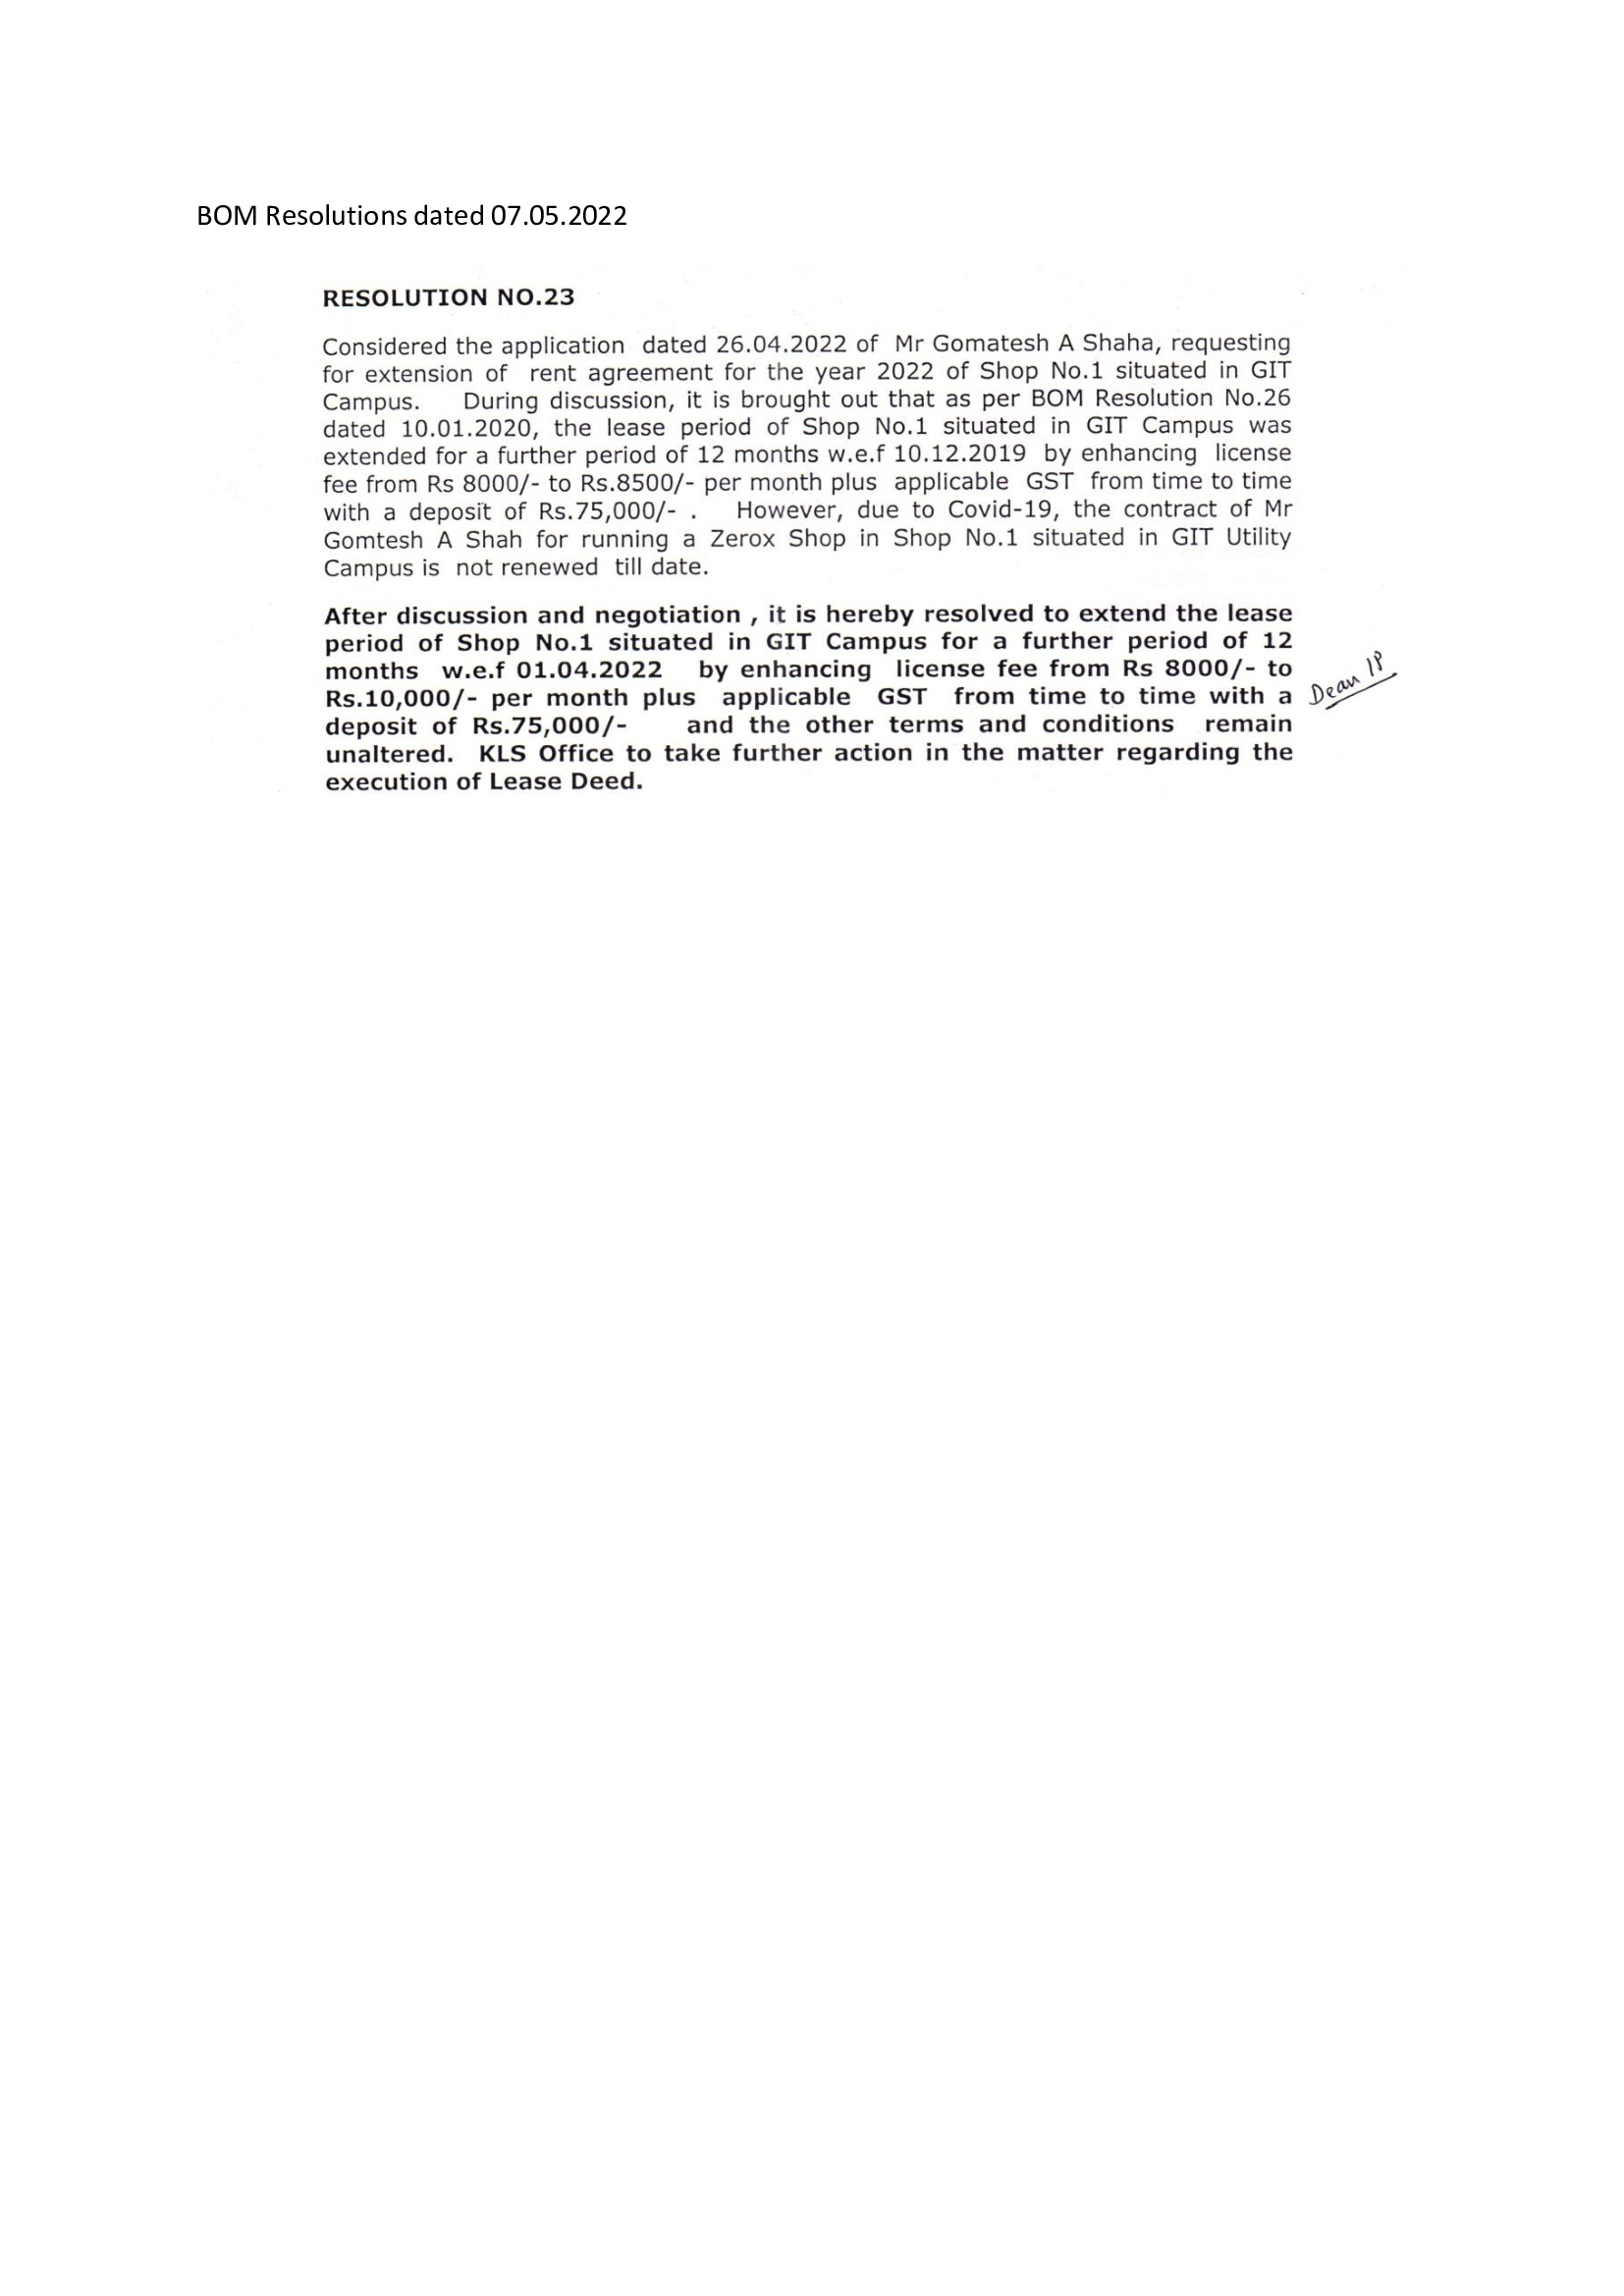 BOM Resolutions dated 07.05.2022
RESOLUTION NO.23
Considered the application dated 26.04.2022 of Mr Gomatesh A Shaha, requesting
for extension of rent agreement for the year 2022 of Shop No.1 situated in GIT
Campus. During discussion, it is brought out that as per BOM Resolution No.26
dated 10.01.2020, the lease period of Shop No.1 situated in GIT Campus was
extended for a further period of 12 months w.e.f 10.12.2019 by enhancing license
fee from Rs 8000/- to Rs.8500/- per month plus applicable GST from time to time
with a deposit of Rs.75,000/- . However, due to Covid-19, the contract of Mr
Gomtesh A Shah for running a Zerox Shop in Shop No.1 situated in GIT Utility
Campus is not renewed till date.
After discussion and negotiation , it is hereby resolved to extend the lease
period of Shop No.1 situated in GIT Campus for a further period of 12
months w.e.f 01.04.2022 by enhancing license fee from Rs 8000/- to
Rs.10,000/- per month plus applicable GST from time to time with a
deposit of Rs.75,000/- and the other terms and conditions remain
unaltered. KLS Office to take further action in the matter regarding the
execution of Lease Deed.
Dean